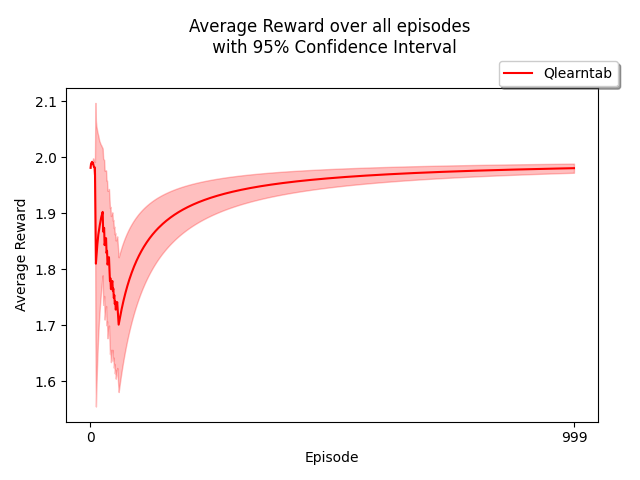 Average Reward over all episodes
with 95% Confidence Interval
Qlearntab
2.1
2.0
1.9
1.8
1.7
1.6
Average Reward
0
999
Episode